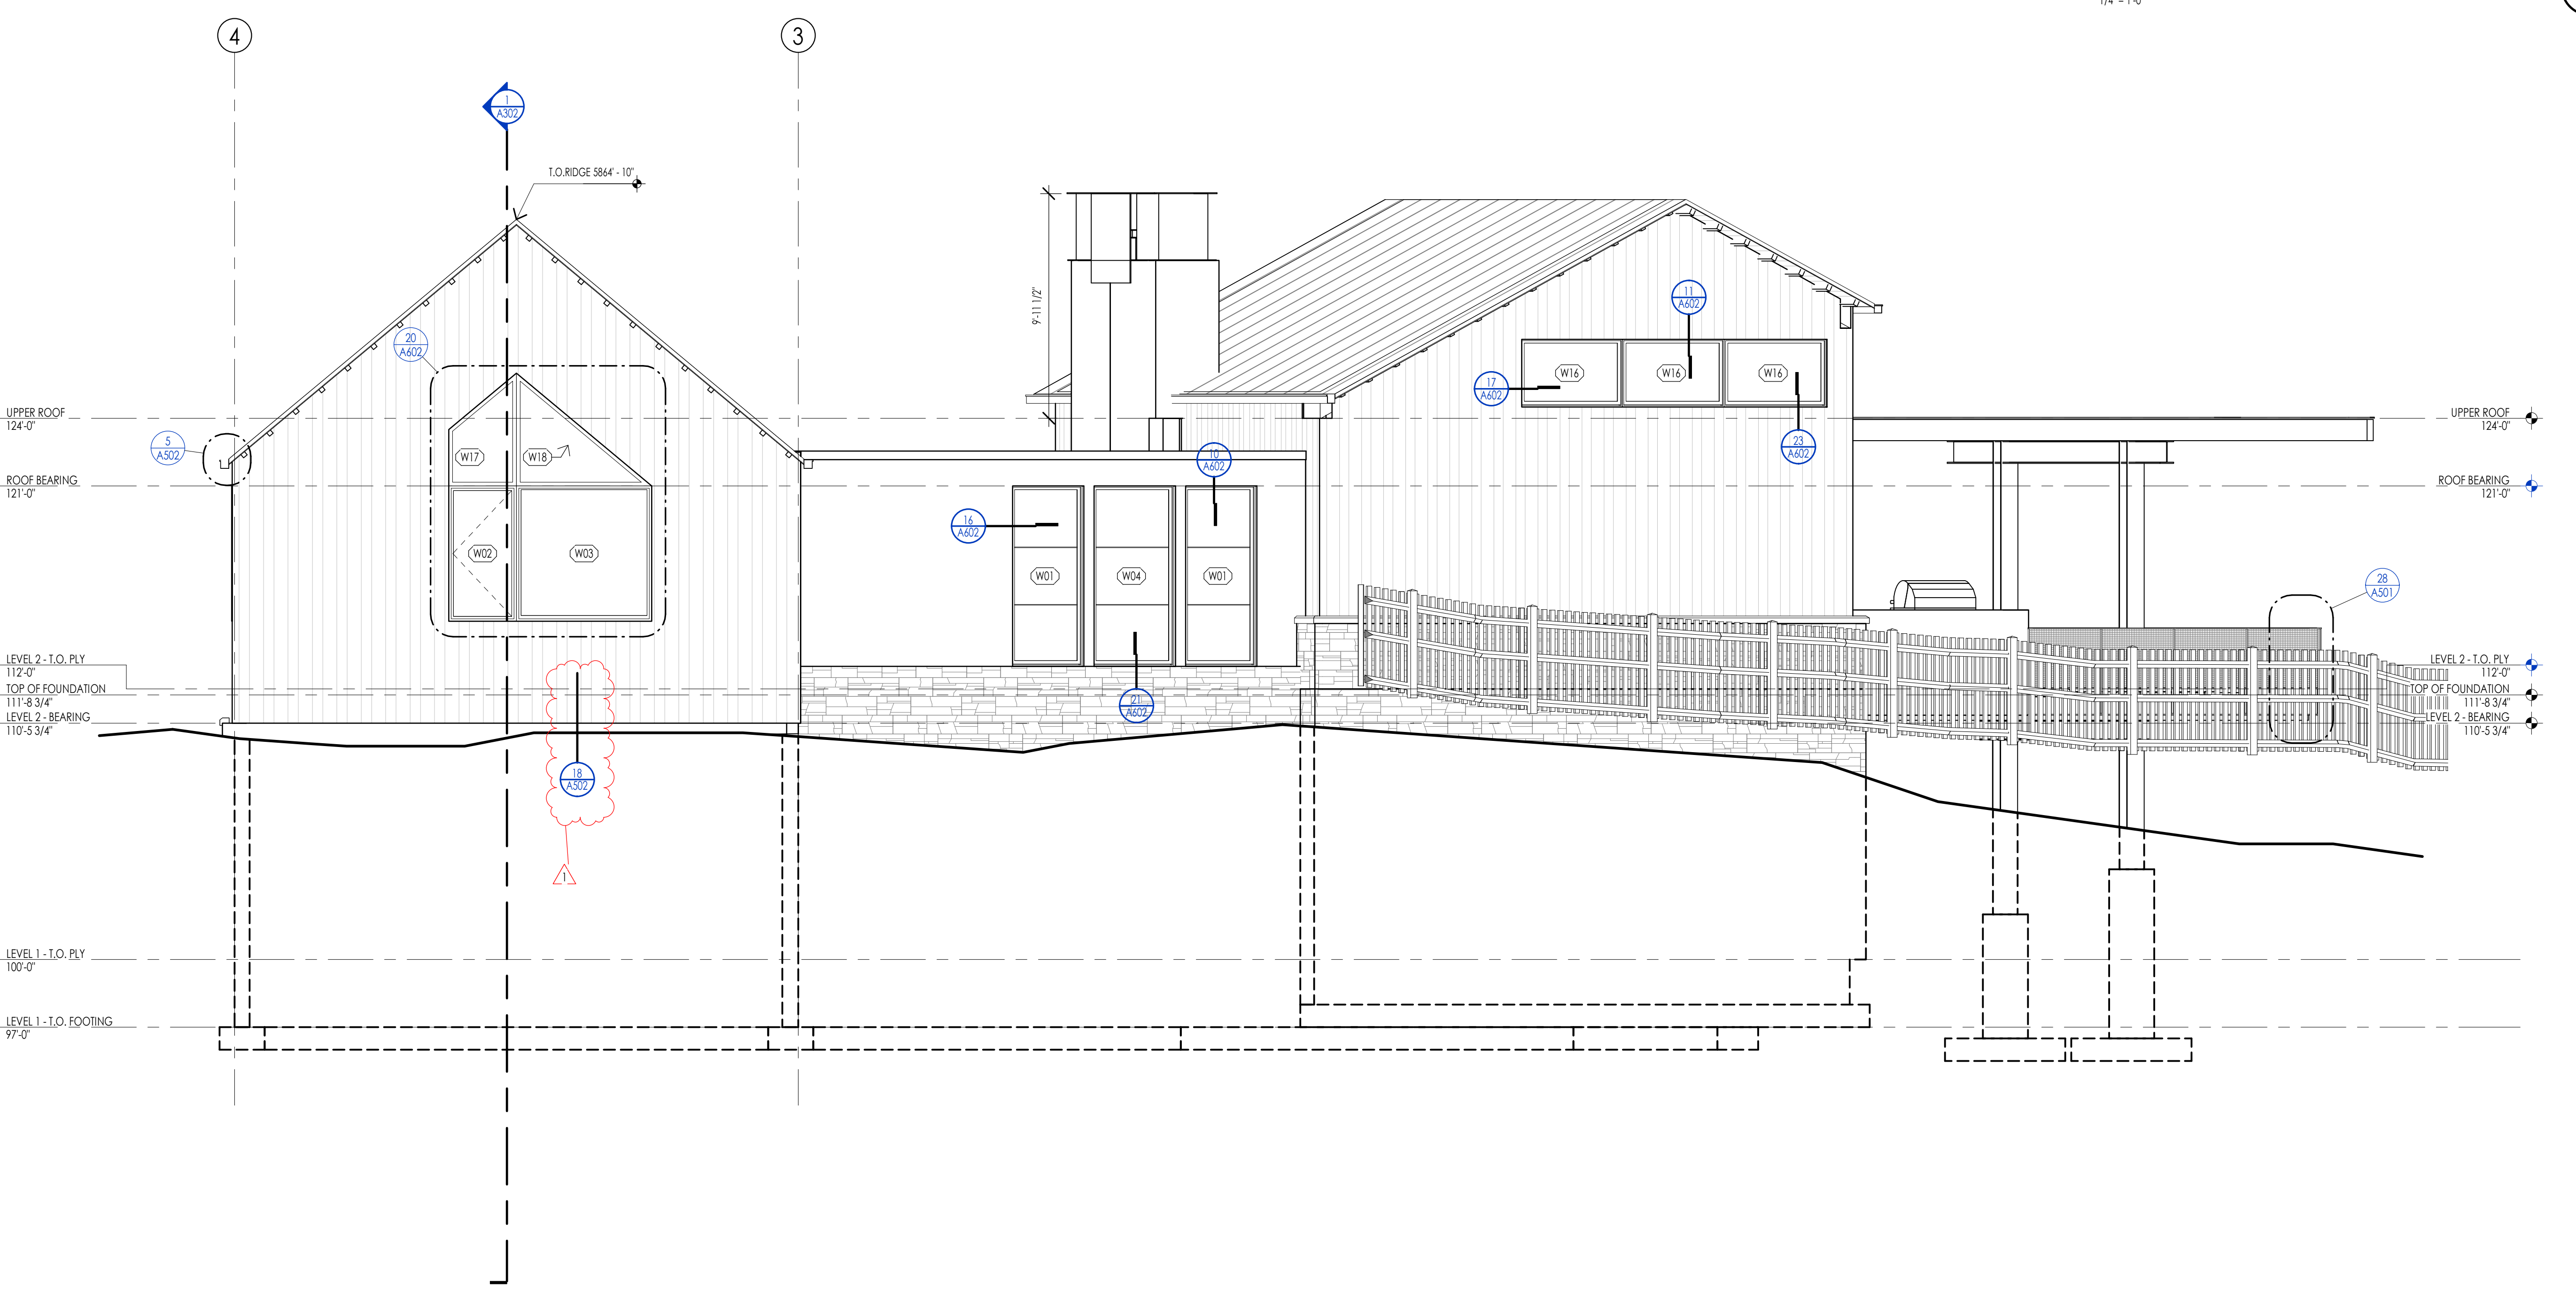 1/4" = 1'-0"
4
3
1
A302
T.O.RIDGE 5864' - 10"
9'-11 1/2"
11
A602
20
A602
17
A602
W16
W16
W16
UPPER ROOF
124'-0"
UPPER ROOF
124'-0"
5
A502
W17
W18
10
A602
23
A602
ROOF BEARING
121'-0"
ROOF BEARING
121'-0"
16
A602
W02
W03
W01
W04
W01
28
A501
LEVEL 2 - T.O. PLY
112'-0"
LEVEL 2 - T.O. PLY
112'-0"
TOP OF FOUNDATION
111'-8 3/4"
TOP OF FOUNDATION
111'-8 3/4"
21
A602
LEVEL 2 - BEARING
110'-5 3/4"
LEVEL 2 - BEARING
110'-5 3/4"
18
A502
1
LEVEL 1 - T.O. PLY
100'-0"
LEVEL 1 - T.O. FOOTING
97'-0"